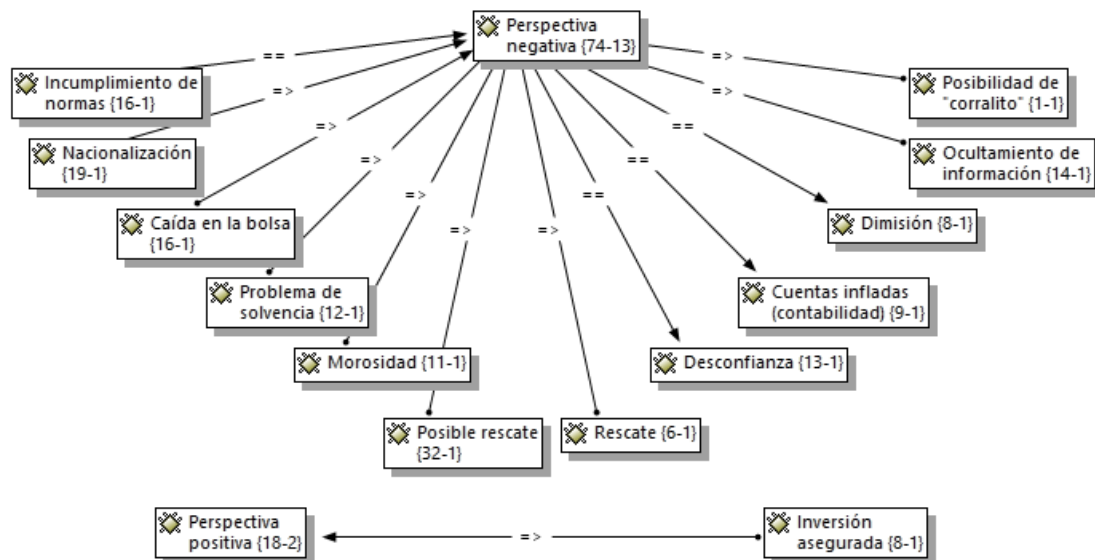 Perspectiva
negativa {74-13}
==
Incumplimiento de
normas {16-1}
=>
Posibilidad de
"corralito" {1-1}
=>
Nacionalización
{19-1}
=>
Ocultamiento de
información {14-1}
=>
Caída en la bolsa
{16-1}
==
Dimisión {8-1}
=>
Problema de
solvencia {12-1}
==
Cuentas infladas
(contabilidad) {9-1}
=>
Morosidad {11-1}
==
Desconfianza {13-1}
=>
Posible rescate
{32-1}
=>
Rescate {6-1}
Perspectiva
positiva {18-2}
=>
Inversión
asegurada {8-1}